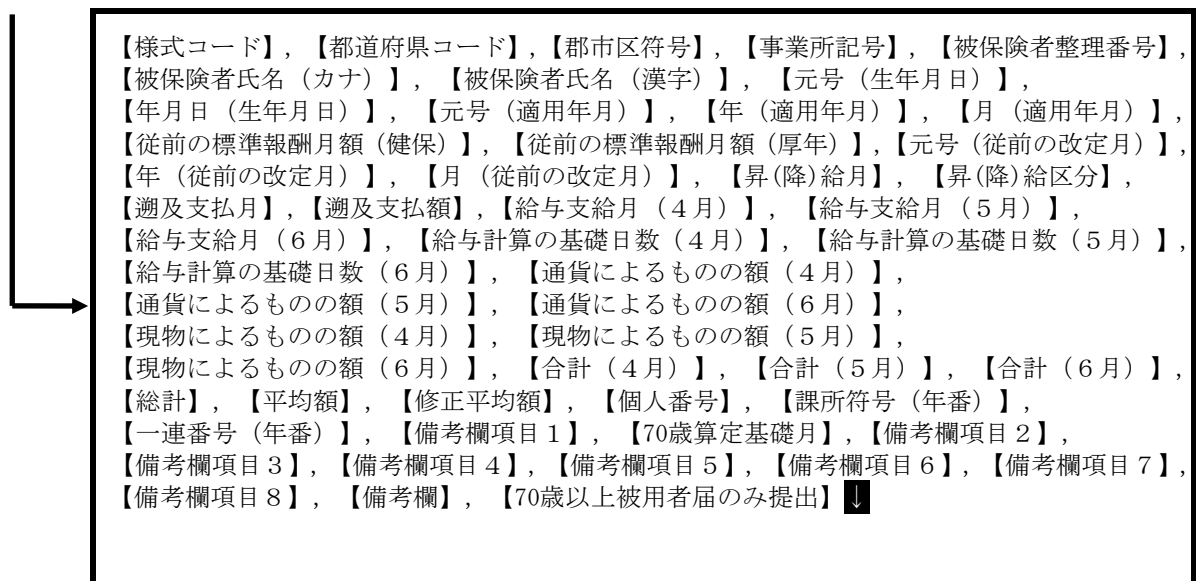 【様式コード】, 【都道府県コード】,【郡市区符号】, 【事業所記号】, 【被保険者整理番号】,
【被保険者氏名（カナ）】, 【被保険者氏名（漢字）】, 【元号（生年月日）】,
【年月日（生年月日）】, 【元号（適用年月）】, 【年（適用年月）】, 【月（適用年月）】,
【従前の標準報酬月額（健保）】, 【従前の標準報酬月額（厚年）】,【元号（従前の改定月）】,
【年（従前の改定月）】, 【月（従前の改定月）】, 【昇(降)給月】, 【昇(降)給区分】,
【遡及支払月】,【遡及支払額】,【給与支給月（４月）】, 【給与支給月（５月）】,
【給与支給月（６月）】, 【給与計算の基礎日数（４月）】, 【給与計算の基礎日数（５月）】,
【給与計算の基礎日数（６月）】, 【通貨によるものの額（４月）】,
【通貨によるものの額（５月）】, 【通貨によるものの額（６月）】,
【現物によるものの額（４月）】, 【現物によるものの額（５月）】,
【現物によるものの額（６月）】, 【合計（４月）】, 【合計（５月）】, 【合計（６月）】,
【総計】, 【平均額】, 【修正平均額】, 【個人番号】, 【課所符号（年番）】,
【一連番号（年番）】, 【備考欄項目１】, 【70歳算定基礎月】,【備考欄項目２】,
【備考欄項目３】,【備考欄項目４】,【備考欄項目５】,【備考欄項目６】,【備考欄項目７】,
【備考欄項目８】, 【備考欄】, 【70歳以上被用者届のみ提出】↓